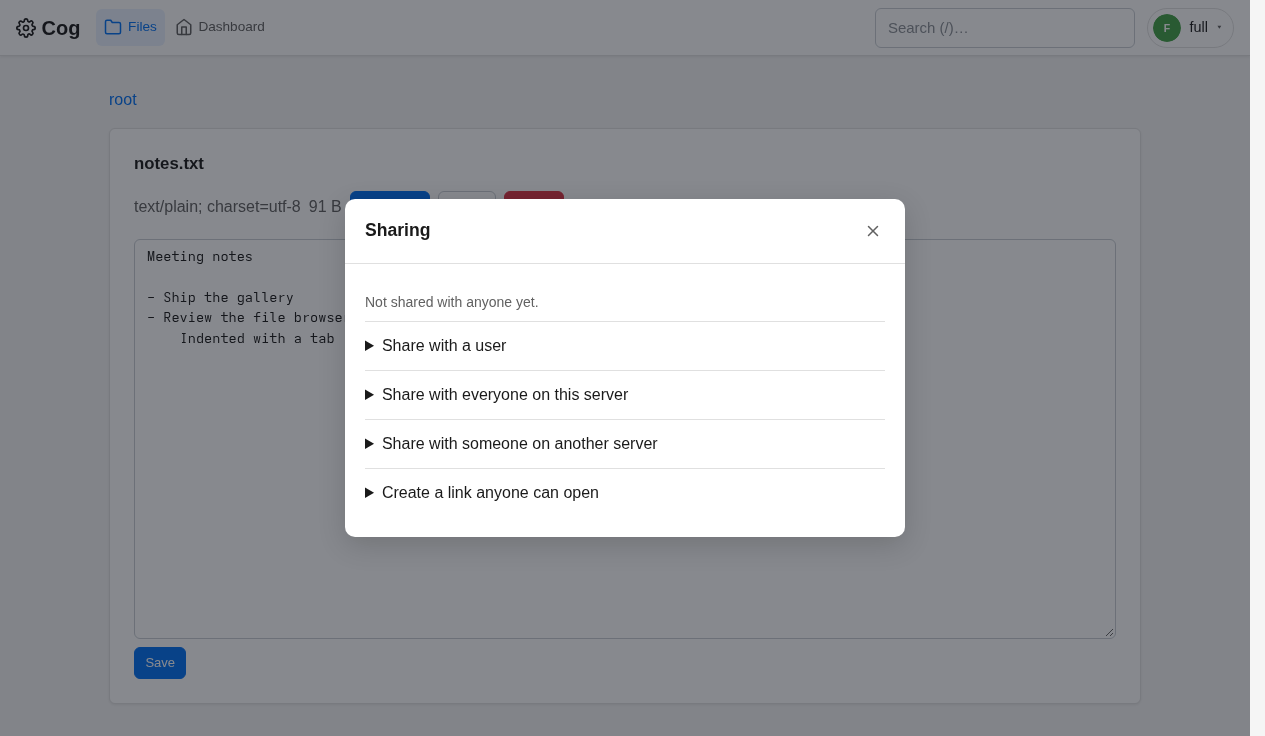 Cog
Files
Dashboard
Search (/)…
F
full
root
notes.txt
text/plain; charset=utf-8 91 B
Meeting notes
- Ship the gallery
- Review the file browse
Indented with a tab
Save
Sharing
Not shared with anyone yet.
Share with a user
Share with everyone on this server
Share with someone on another server
Create a link anyone can open